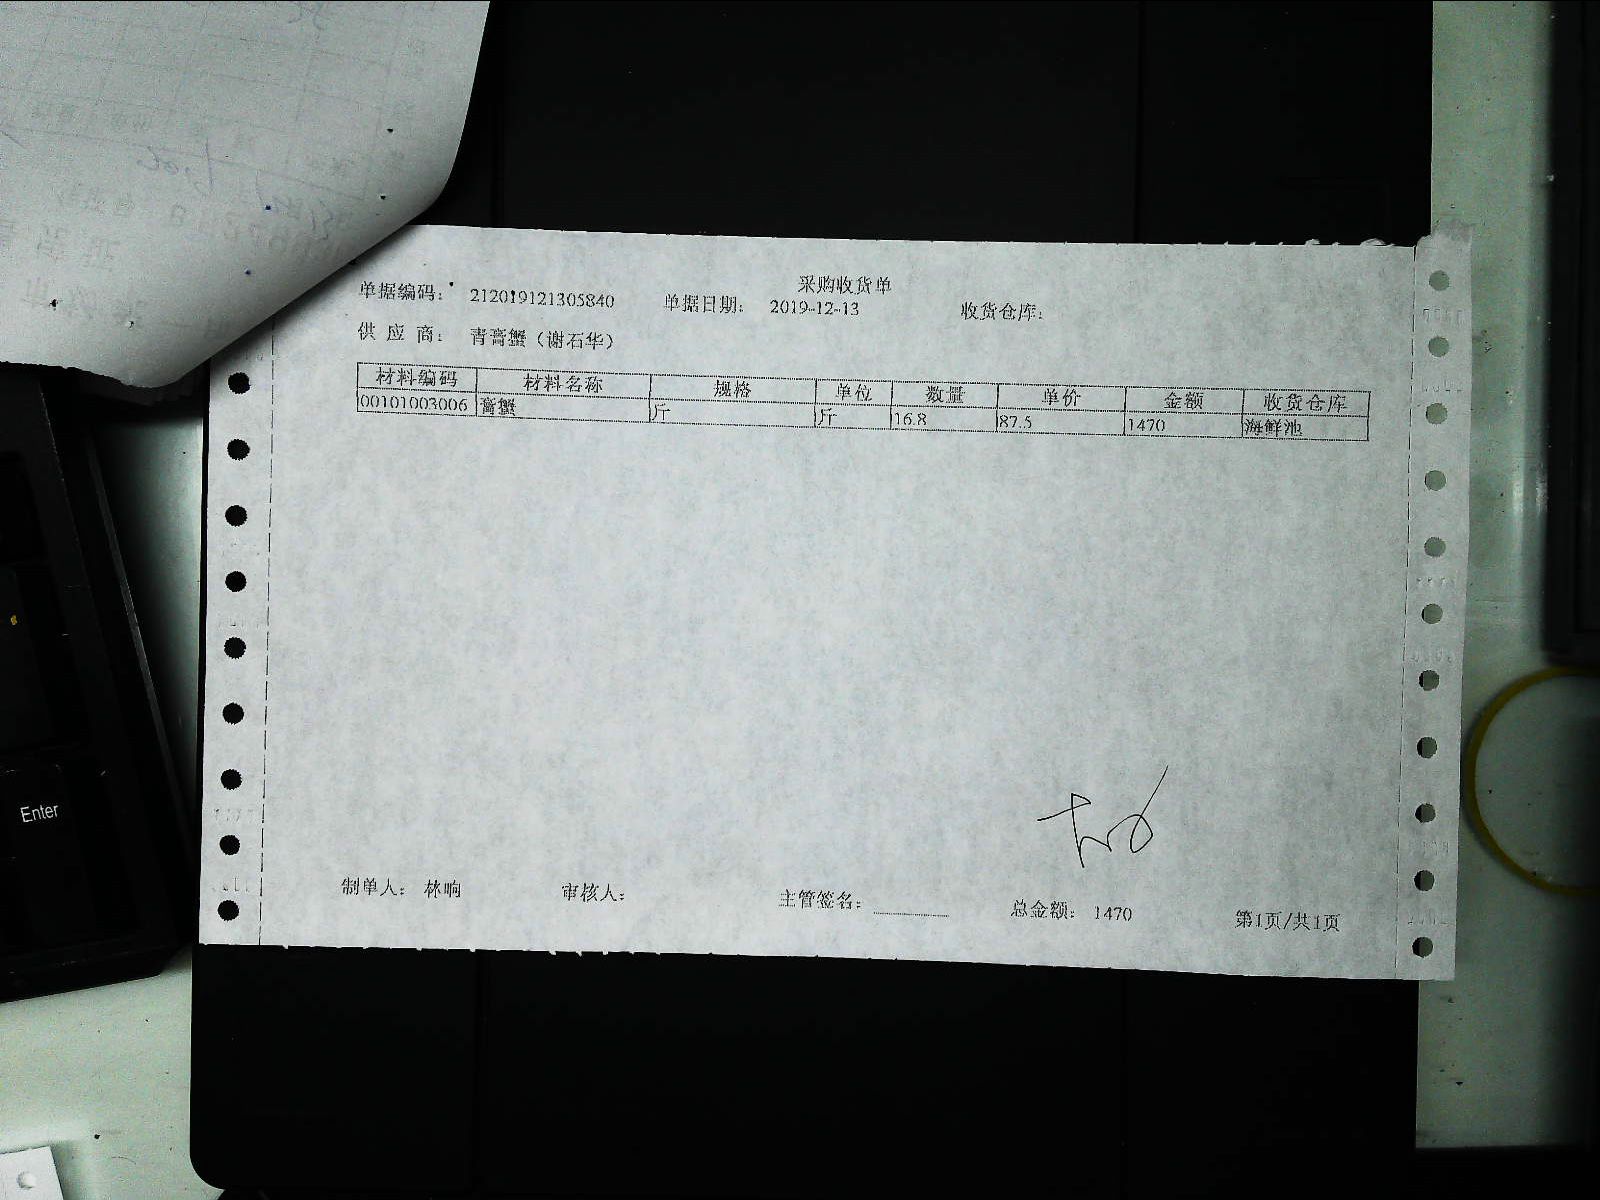 采购收货单
单据编码： 212019121305840 单据日期： 2019-12-13 收货仓库：
供 应 商： 青膏蟹（谢石华）
材料编码 材料名称 规格 单位 数量 单价 金额 收货仓库
00101003006 膏蟹 斤 斤 16.8 87.5 1470 海鲜池
制单人： 林响 审核人： 主管签名： 总金额： 1470 第1页/共1页
Enter